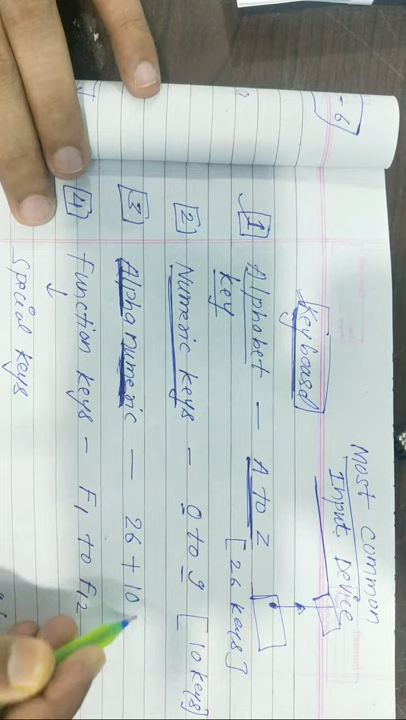 - 6
Most common
Input Device
Keyboard
[1] Alphabet — A to Z [26 keys]
key
[2] Numeric keys — 0 to 9 [10 keys]
[3] Alphanumeric — 26 + 10
[4] Function keys — F1 to F12
↓
Special keys